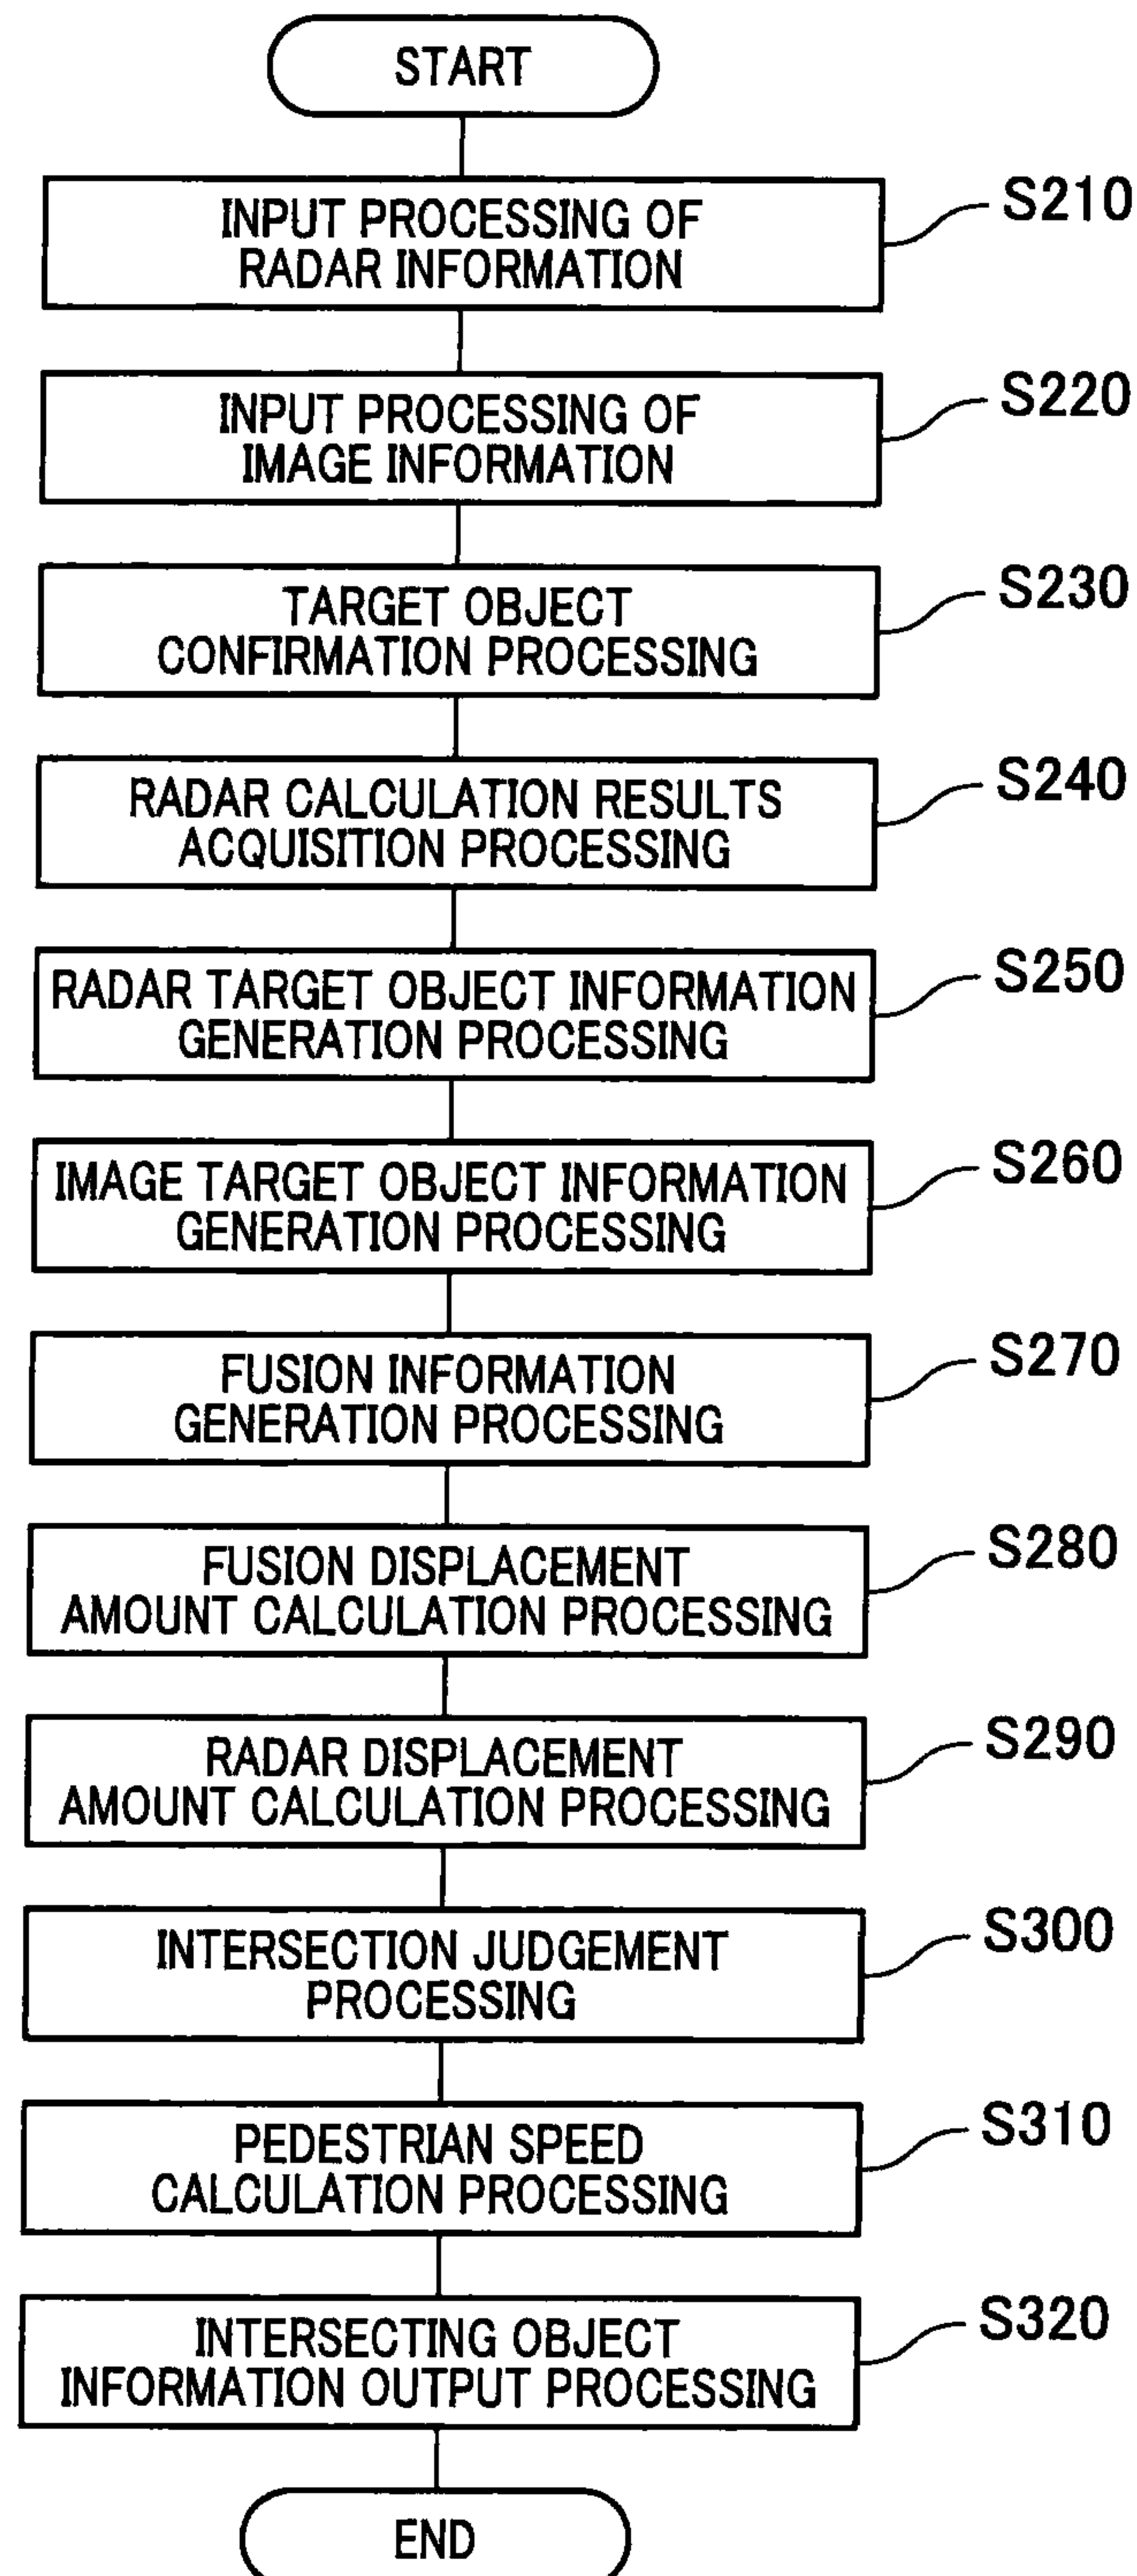 START
INPUT PROCESSING OF
RADAR INFORMATION
S210
INPUT PROCESSING OF
IMAGE INFORMATION
S220
TARGET OBJECT
CONFIRMATION PROCESSING
S230
RADAR CALCULATION RESULTS
ACQUISITION PROCESSING
S240
RADAR TARGET OBJECT INFORMATION
GENERATION PROCESSING
S250
IMAGE TARGET OBJECT INFORMATION
GENERATION PROCESSING
S260
FUSION INFORMATION
GENERATION PROCESSING
S270
FUSION DISPLACEMENT
AMOUNT CALCULATION PROCESSING
S280
RADAR DISPLACEMENT
AMOUNT CALCULATION PROCESSING
S290
INTERSECTION JUDGEMENT
PROCESSING
S300
PEDESTRIAN SPEED
CALCULATION PROCESSING
S310
INTERSECTING OBJECT
INFORMATION OUTPUT PROCESSING
S320
END